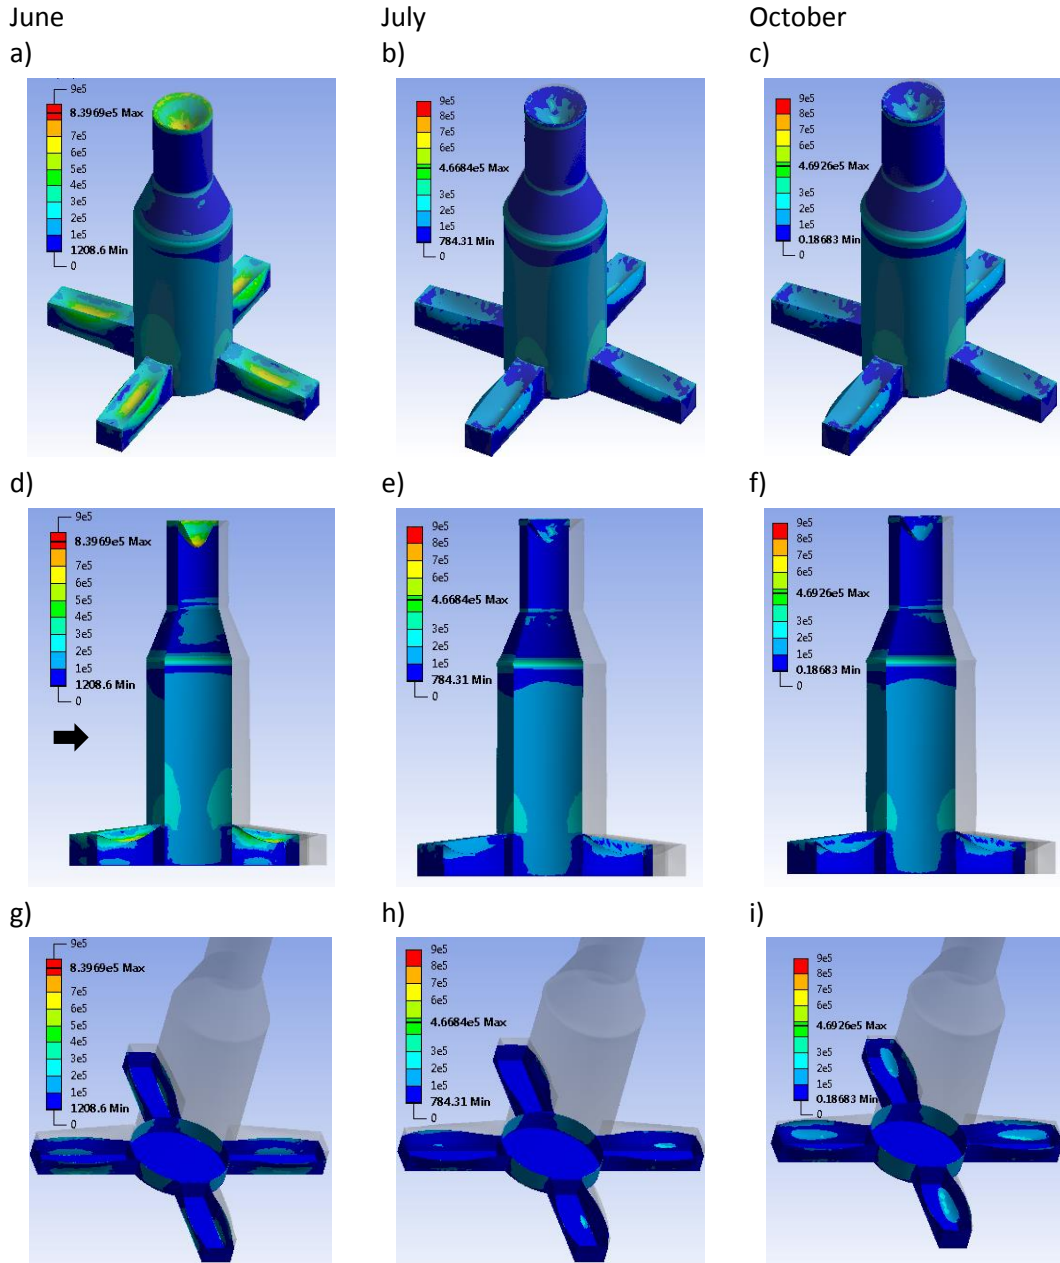 June
July
October
a)
b)
c)
9e5
8.3969e5 Max
7e5
6e5
5e5
4e5
3e5
2e5
1e5
1208.6 Min
0
9e5
8e5
7e5
6e5
4.6684e5 Max
3e5
2e5
1e5
784.31 Min
0
9e5
8e5
7e5
6e5
4.6926e5 Max
3e5
2e5
1e5
0.18683 Min
0
d)
e)
f)
9e5
8.3969e5 Max
7e5
6e5
5e5
4e5
3e5
2e5
1e5
1208.6 Min
0
9e5
8e5
7e5
6e5
4.6684e5 Max
3e5
2e5
1e5
784.31 Min
0
9e5
8e5
7e5
6e5
4.6926e5 Max
3e5
2e5
1e5
0.18683 Min
0
g)
h)
i)
9e5
8.3969e5 Max
7e5
6e5
5e5
4e5
3e5
2e5
1e5
1208.6 Min
0
9e5
8e5
7e5
6e5
4.6684e5 Max
3e5
2e5
1e5
784.31 Min
0
9e5
8e5
7e5
6e5
4.6926e5 Max
3e5
2e5
1e5
0.18683 Min
0